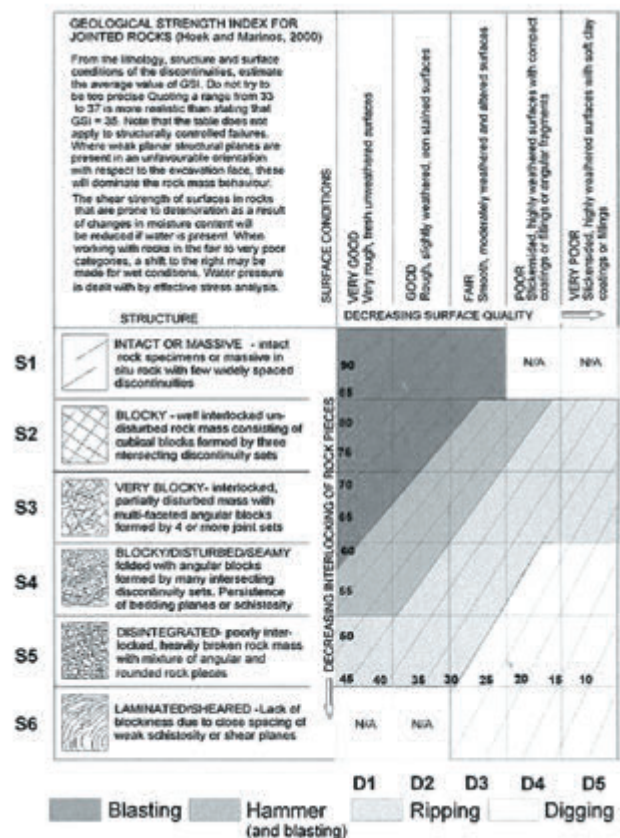 GEOLOGICAL STRENGTH INDEX FOR
JOINTED ROCKS (Hoek and Marinos, 2000)
From the lithology, structure and surface
conditions of the discontinuities, estimate
the average value of GSI. Do not try to
be too precise Quoting a range from 33
to 37 is more realistic than stating that
GSI = 35. Note that the table does not
apply to structurally controlled failures.
Where weak planar structural planes are
present in an unfavourable orientation
with respect to the excavation face, these
will dominate the rock mass behaviour.
The shear strength of surfaces in rocks
that are prone to deterioration as a result
of changes in moisture content will
be reduced if water is present. When
working with rocks in the fair to very poor
categories, a shift to the right may be
made for wet conditions. Water pressure
is dealt with by effective stress analysis.
STRUCTURE
SURFACE CONDITIONS
VERY GOOD
Very rough, fresh unweathered surfaces
GOOD
Rough, slightly weathered, iron stained surfaces
FAIR
Smooth, moderately weathered and altered surfaces
POOR
Slickensided, highly weathered surfaces with compact
coatings or fillings or angular fragments
VERY POOR
Slickensided, highly weathered surfaces with soft clay
coatings or fillings
DECREASING SURFACE QUALITY
DECREASING INTERLOCKING OF ROCK PIECES
S1
INTACT OR MASSIVE - intact
rock specimens or massive in
situ rock with few widely spaced
discontinuities
90
85
N/A
N/A
S2
BLOCKY - well interlocked un-
disturbed rock mass consisting of
cubical blocks formed by three
ntersecting discontinuity sets
80
76
70
S3
VERY BLOCKY- interlocked,
partially disturbed mass with
multi-faceted angular blocks
formed by 4 or more joint sets
65
60
S4
BLOCKY/DISTURBED/SEAMY
folded with angular blocks
formed by many intersecting
discontinuity sets. Persistence
of bedding planes or schistosity
55
S5
DISINTEGRATED- poorly inter-
locked, heavily broken rock mass
with mixture of angular and
rounded rock pieces
50
45 40 35 30 25 20 15 10
S6
LAMINATED/SHEARED - Lack of
blockiness due to close spacing of
weak schistosity or shear planes
N/A
N/A
D1 D2 D3 D4 D5
Blasting
Hammer
(and blasting)
Ripping
Digging